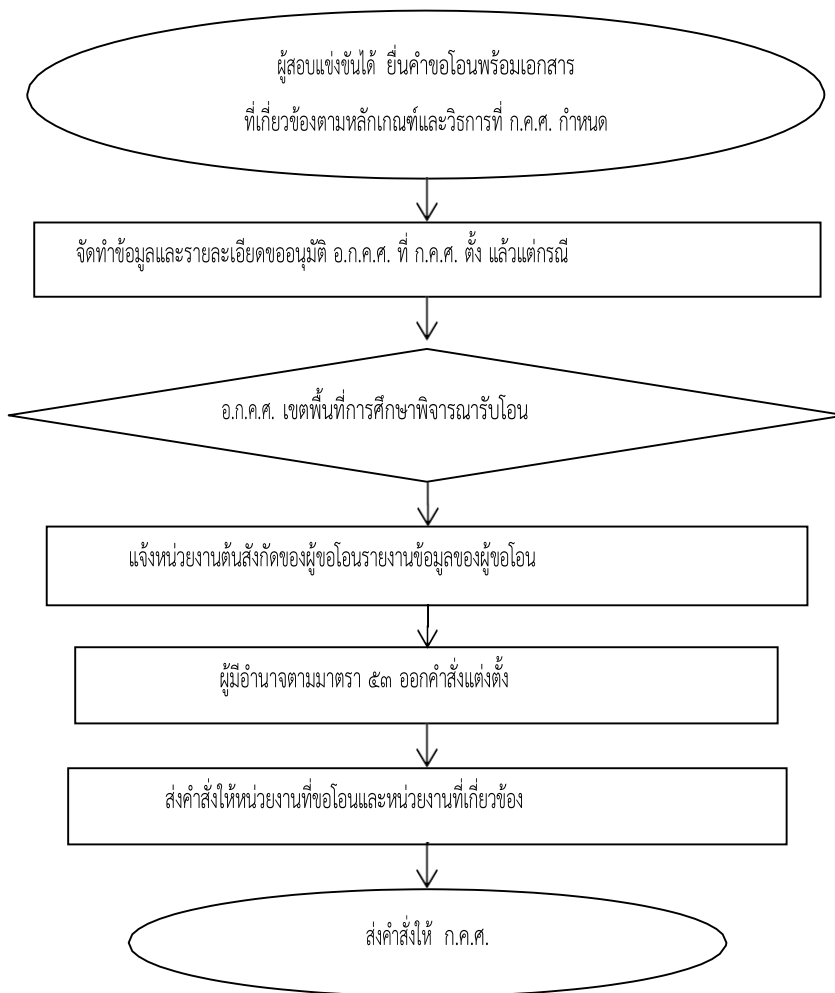 ผู้สอบแข่งขันได้ ยื่นคำขอโอนพร้อมเอกสาร
ที่เกี่ยวข้องตามหลักเกณฑ์และวิธการที่ ก.ค.ศ. กำหนด
จัดทำข้อมูลและรายละเอียดขออนุมัติ อ.ก.ค.ศ. ที่ ก.ค.ศ. ตั้ง แล้วแต่กรณี
อ.ก.ค.ศ. เขตพื้นที่การศึกษาพิจารณารับโอน
แจ้งหน่วยงานต้นสังกัดของผู้ขอโอนรายงานข้อมูลของผู้ขอโอน
ผู้มีอำนาจตามมาตรา ๕๓ ออกคำสั่งแต่งตั้ง
ส่งคำสั่งให้หน่วยงานที่ขอโอนและหน่วยงานที่เกี่ยวข้อง
ส่งคำสั่งให้ ก.ค.ศ.